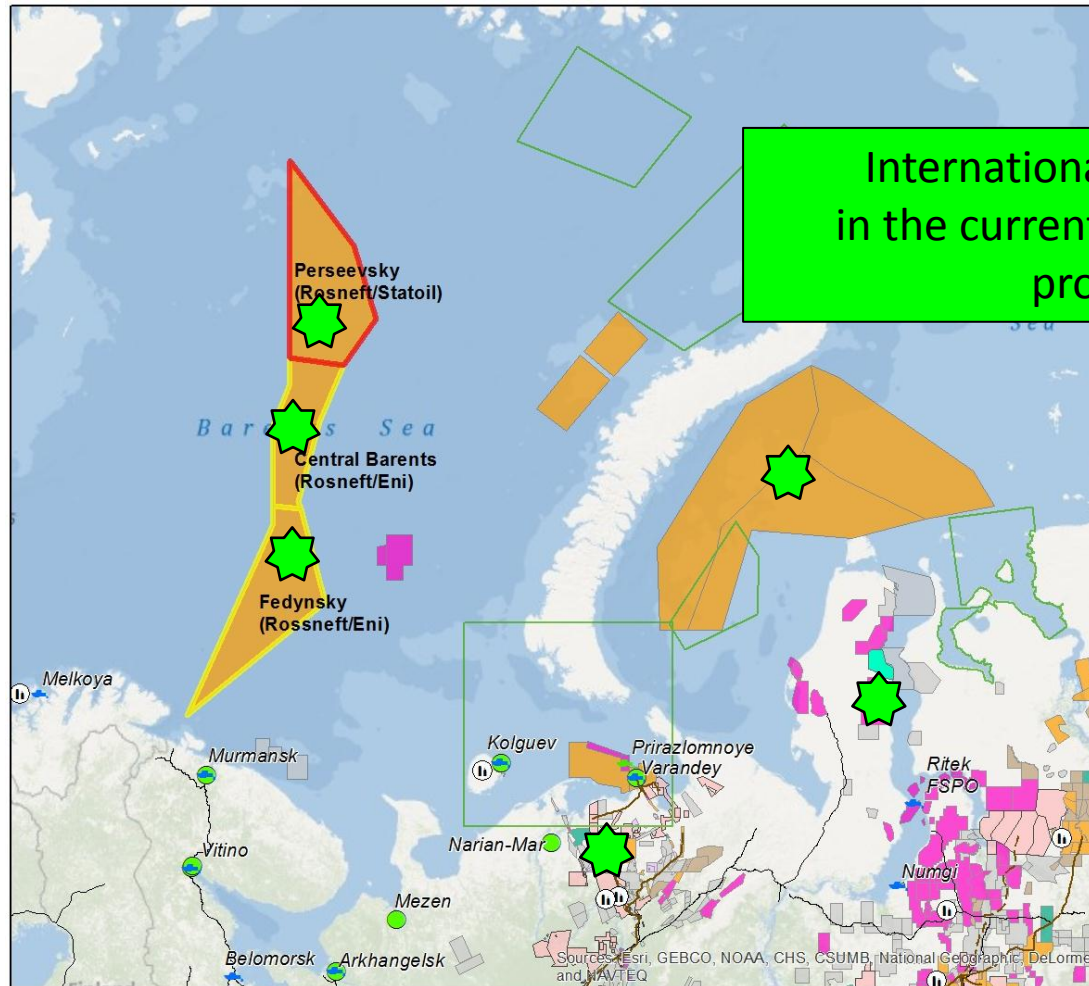 Internationa
in the current
pro
Sea
Perseevsky
(Rosneft/Statoil)
Barents Sea
Central Barents
(Rosneft/Eni)
Fedynsky
(Rossneft/Eni)
Melkoya
Murmansk
Kolguev
Prirazlomnoye
Varandey
Ritek
FSPO
Vitino
Narian-Mar
Numgi
Mezen
Belomorsk
Arkhangelsk
Sources: Esri, GEBCO, NOAA, CHS, CSUMB, National Geographic, DeLorme
and NAVTEQ